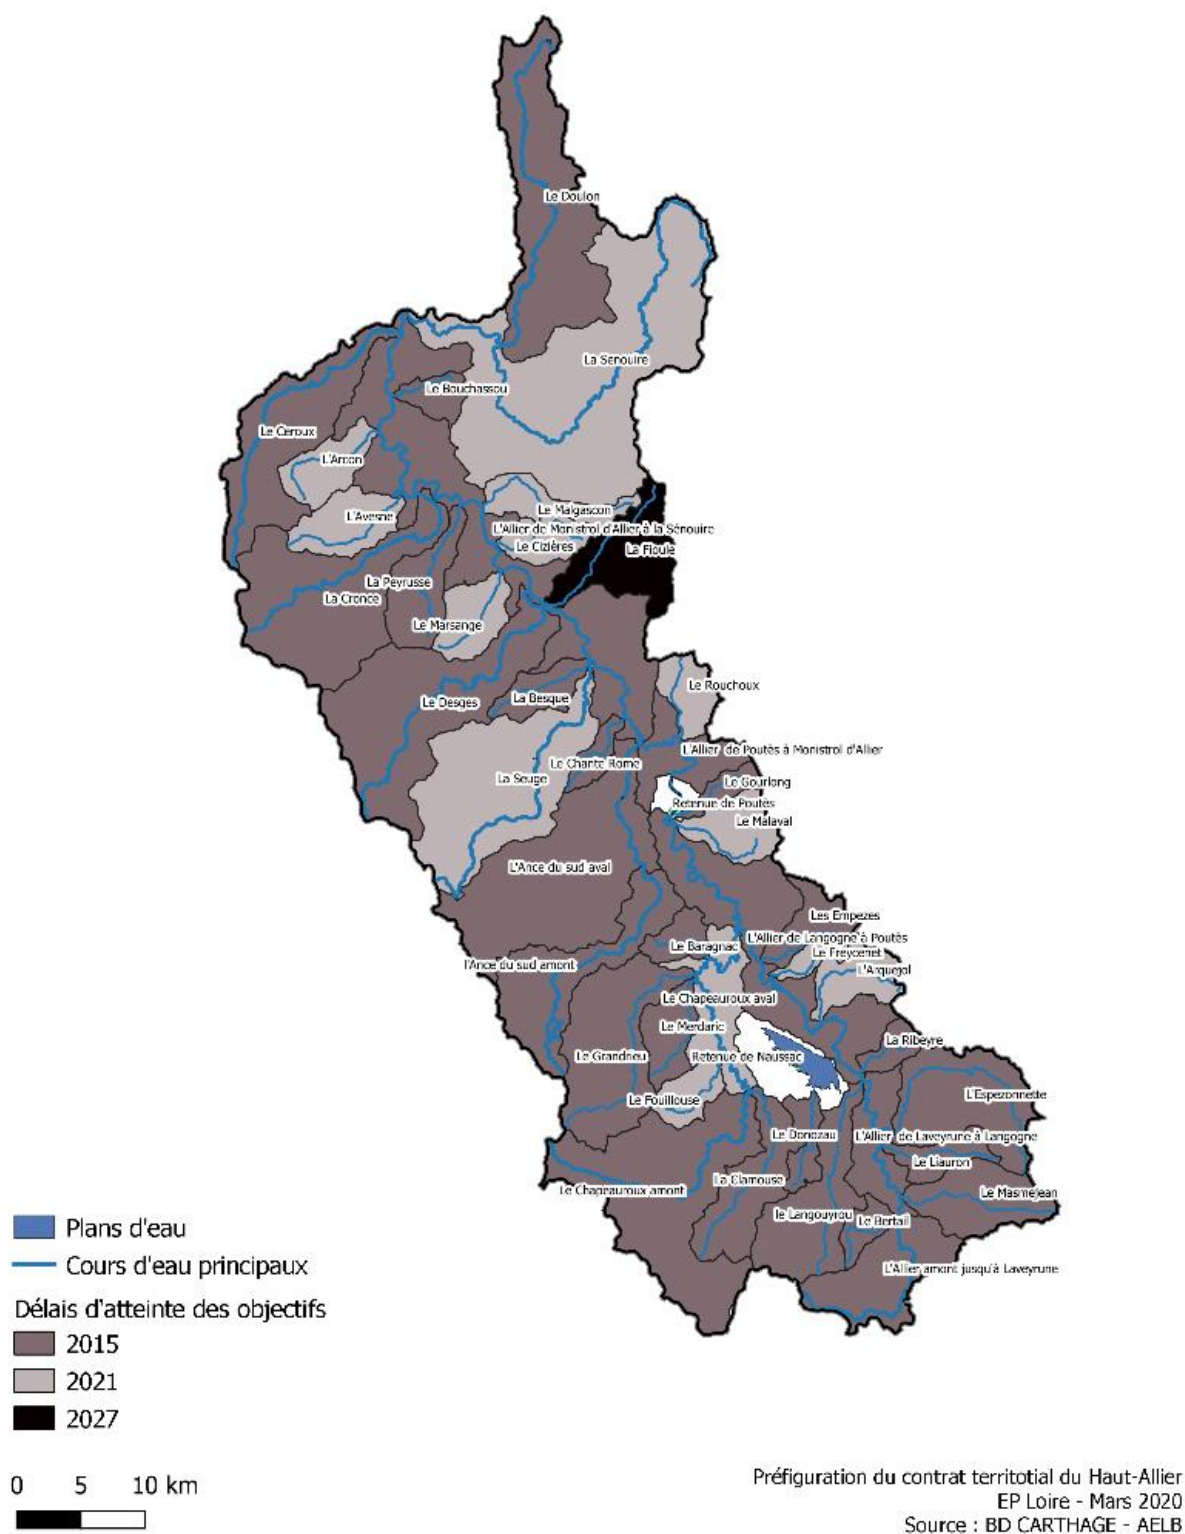 Le Doulon
La Senouire
Le Bouchassou
Le Ceroux
L'Arcon
Le Malgascon
L'Avesne
L'Allier de Monistrol d'Allier à la Sénouire
Le Cizières
La Fioule
La Peyrusse
La Cronce
Le Marsange
Le Rouchoux
La Besque
Le Desges
L'Allier de Poutès à Monistrol d'Allier
Le Chante Rome
La Seuge
Le Gourlong
Retenue de Poutès
Le Malaval
L'Ance du sud aval
Les Empezes
L'Allier de Langogne à Poutès
Le Baragnac
Le Freycenet
l'Ance du sud amont
L'Arquejol
Le Chapeauroux aval
Le Merdaric
La Ribeyre
Le Grandrieu
Retenue de Naussac
L'Espezonnette
Le Fouillouse
Le Donozau
L'Allier de Laveyrune à Langogne
Le Liauron
La Clamouse
Le Chapeauroux amont
Le Masmejean
le Langouyrou
Le Bertail
L'Allier amont jusqu'à Laveyrune
Plans d'eau
Cours d'eau principaux
Délais d'atteinte des objectifs
2015
2021
2027
0 5 10 km
Préfiguration du contrat territotial du Haut-Allier
EP Loire - Mars 2020
Source : BD CARTHAGE - AELB